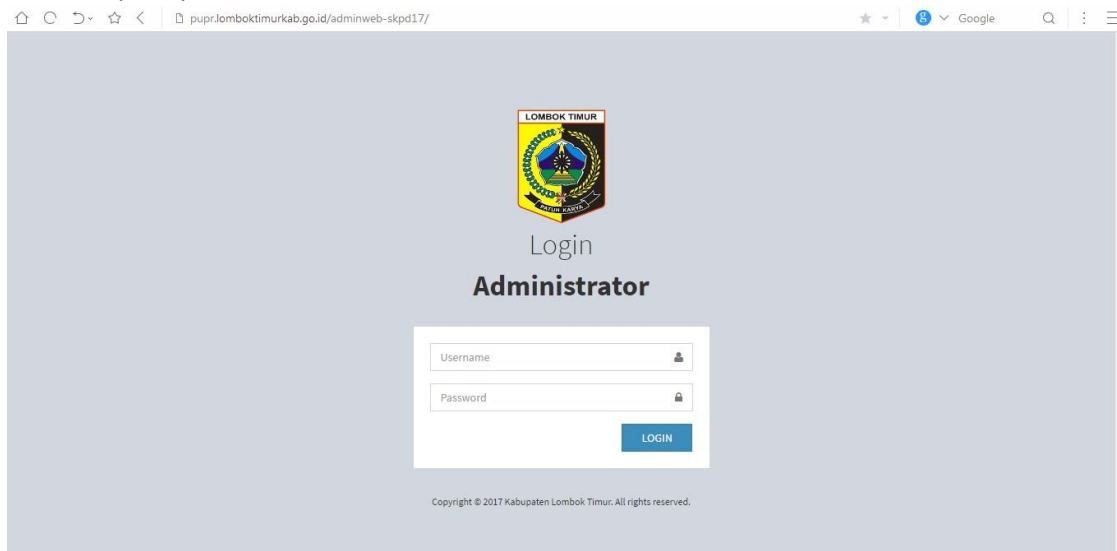 pupr.lomboktimurkab.go.id/adminweb-skpd17/
Google
LOMBOK TIMUR
PATUH KARYA
Login
Administrator
Username
Password
LOGIN
Copyright © 2017 Kabupaten Lombok Timur. All rights reserved.